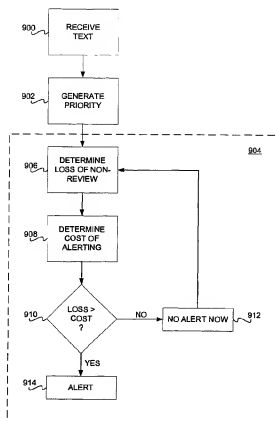 900
RECEIVE
TEXT
902
GENERATE
PRIORITY
904
906
DETERMINE
LOSS OF NON-
REVIEW
908
DETERMINE
COST OF
ALERTING
910
LOSS >
COST
?
NO
NO ALERT NOW
912
YES
914
ALERT